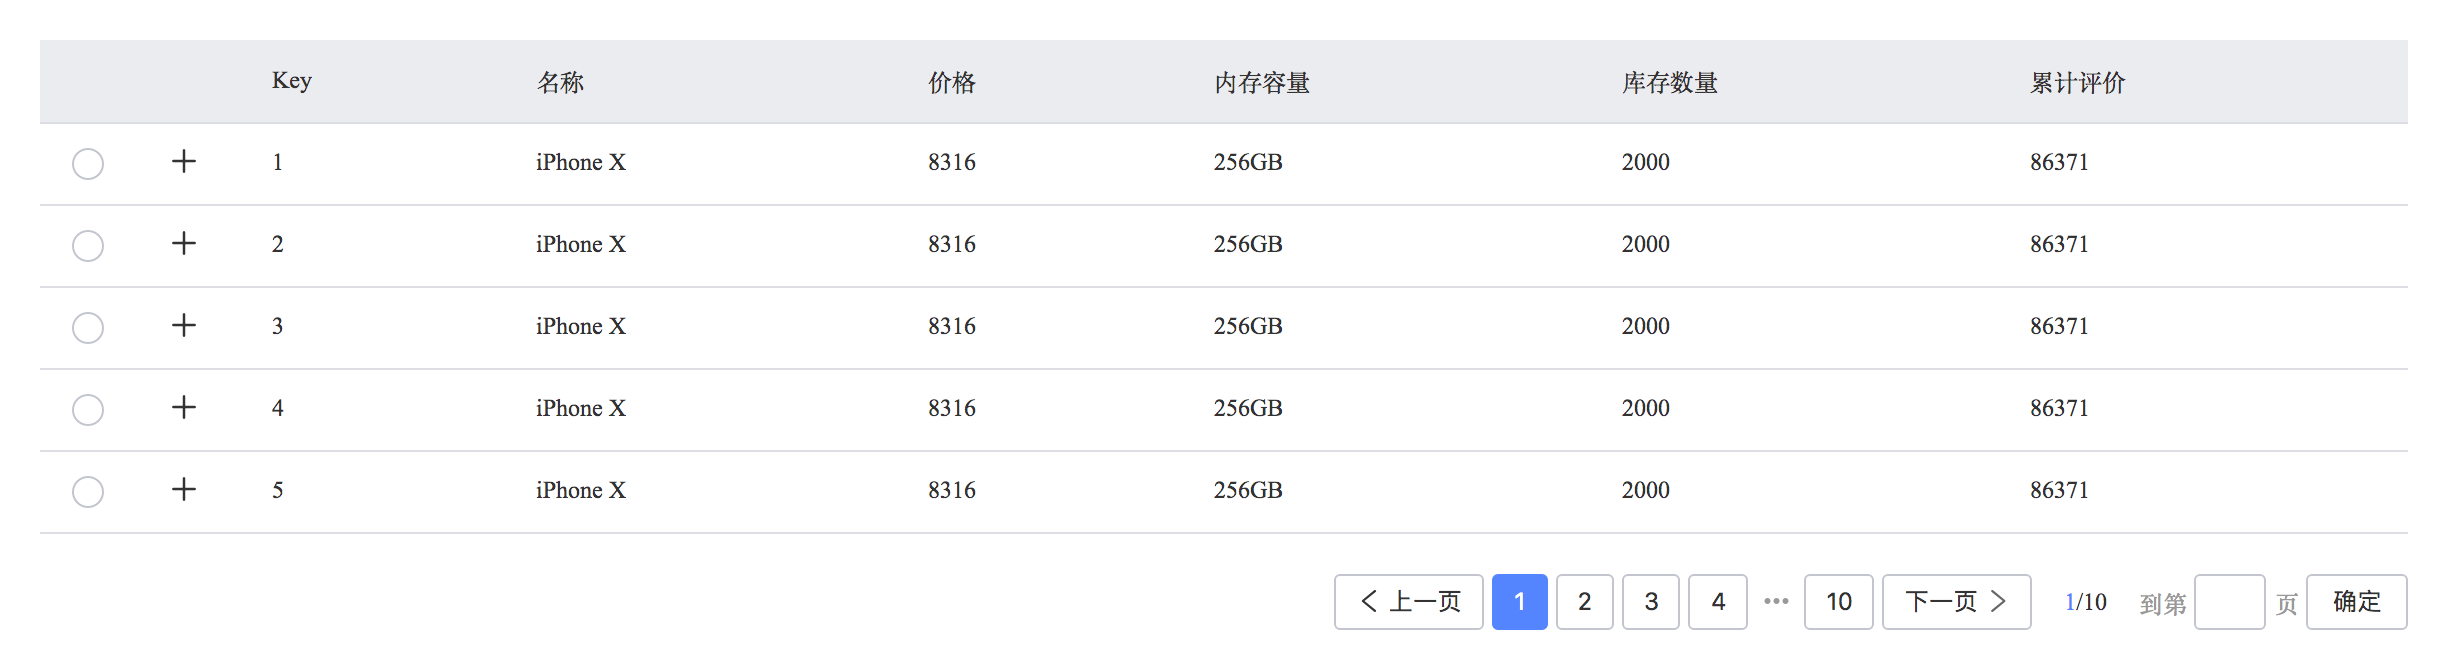 Key 名称 价格 内存容量 库存数量 累计评价
1 iPhone X 8316 256GB 2000 86371
2 iPhone X 8316 256GB 2000 86371
3 iPhone X 8316 256GB 2000 86371
4 iPhone X 8316 256GB 2000 86371
5 iPhone X 8316 256GB 2000 86371
上一页 1 2 3 4 ••• 10 下一页 1/10 到第 页 确定